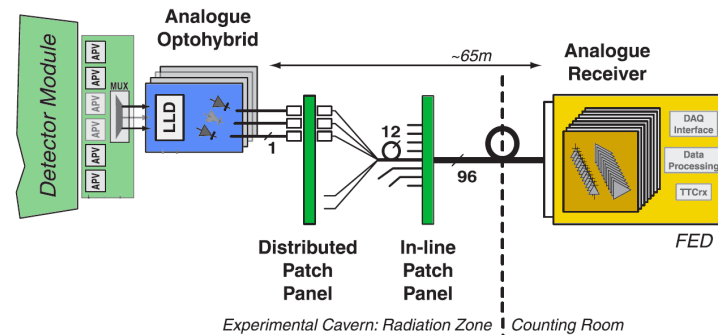 Detector Module
APV
APV
APV
APV
APV
APV
MUX
Analogue
Optohybrid
LLD
1
~65m
12
96
Distributed
Patch
Panel
In-line
Patch
Panel
Analogue
Receiver
DAQ
Interface
Data
Processing
TTCrx
FED
Experimental Cavern: Radiation Zone
Counting Room